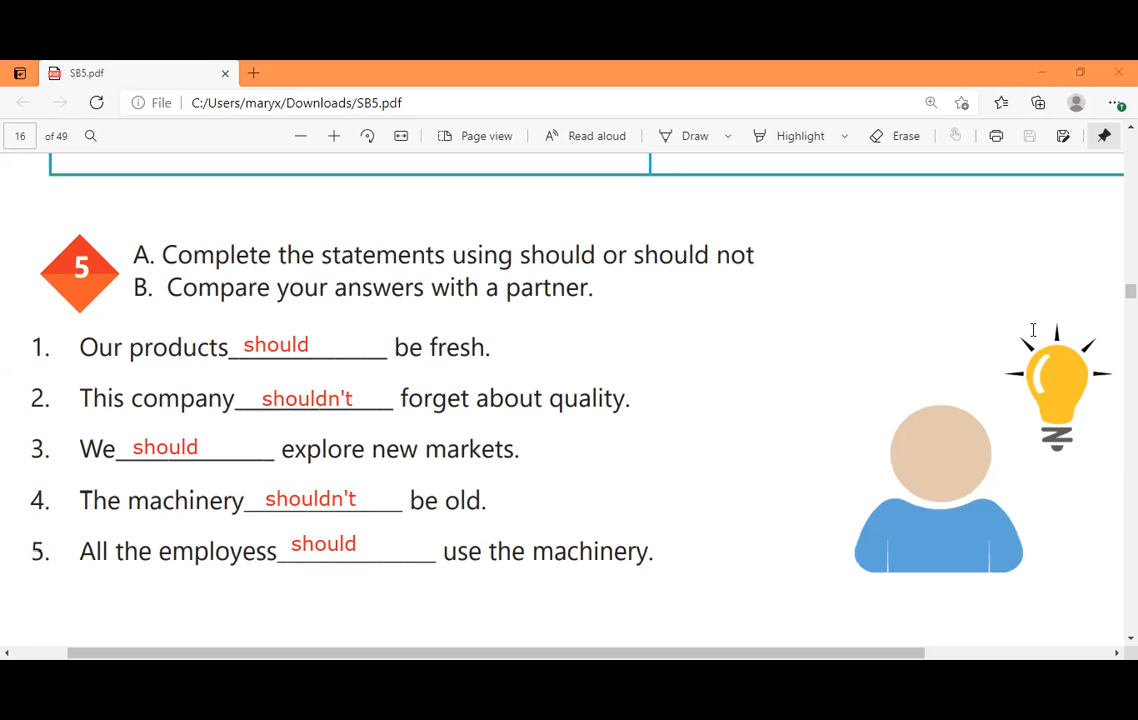 SB5.pdf
File C:/Users/maryx/Downloads/SB5.pdf
16 of 49 Page view Read aloud Draw Highlight Erase
5
A. Complete the statements using should or should not
B. Compare your answers with a partner.
1. Our products should be fresh.
2. This company shouldn't forget about quality.
3. We should explore new markets.
4. The machinery shouldn't be old.
5. All the employess should use the machinery.